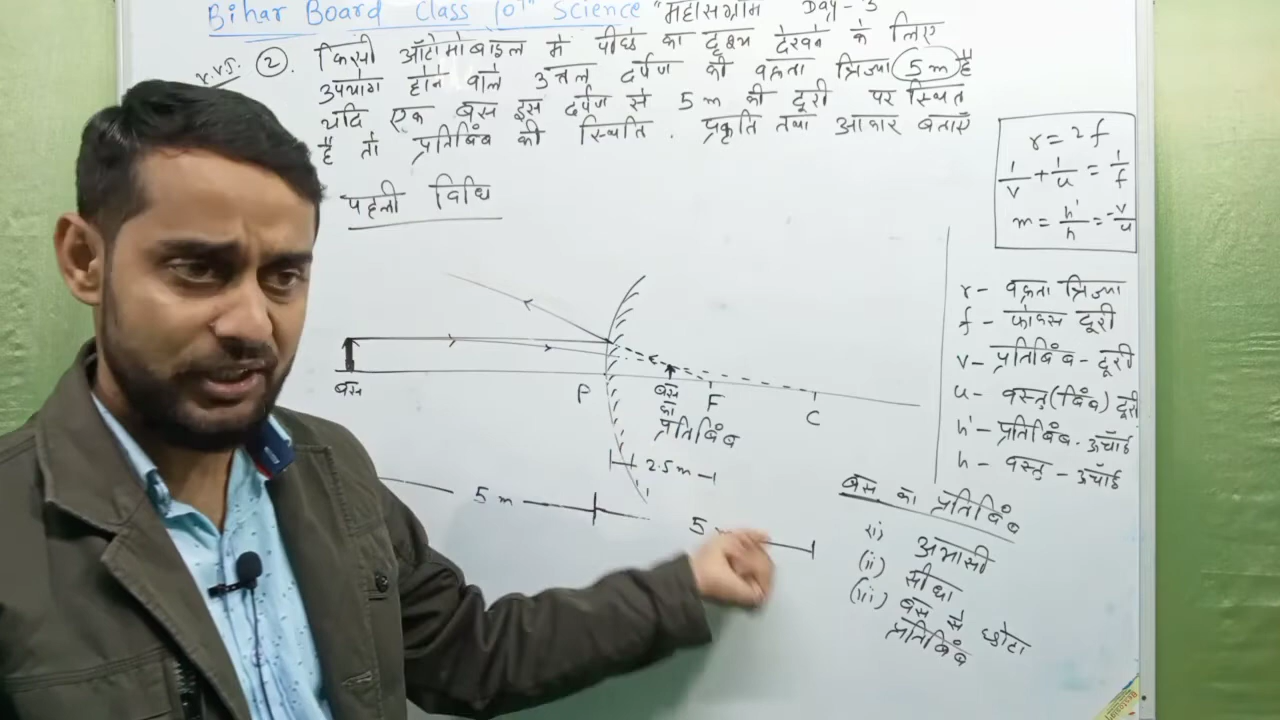 Bihar Board Class 10th Science "महासंग्राम Day-3
V.V.I. 2. किसी ऑटोमोबाइल मे पीछे का दृश्य देखने के लिए
उपयोग होने वाले उत्तल दर्पण की वक्रता त्रिज्या 5 m है
यदि एक बस इस दर्पण से 5 m की दूरी पर स्थित
है तो प्रतिबिंब की स्थिति . प्रकृति तथा आकार बताएँ
पहली विधि
r = 2f
1/v + 1/u = 1/f
m = h'/h = -v/u
r - वक्रता त्रिज्या
f - फोकस दूरी
v - प्रतिबिंब - दूरी
u - वस्तु (बिंब) दूरी
h' - प्रतिबिंब - ऊँचाई
h - वस्तु - ऊँचाई
बस
P
बस
का
प्रतिबिंब
F
C
2.5 m
5 m
5
बस का प्रतिबिंब
(i) अभासी
(ii) सीधा
(iii) बस से छोटा
प्रतिबिंब